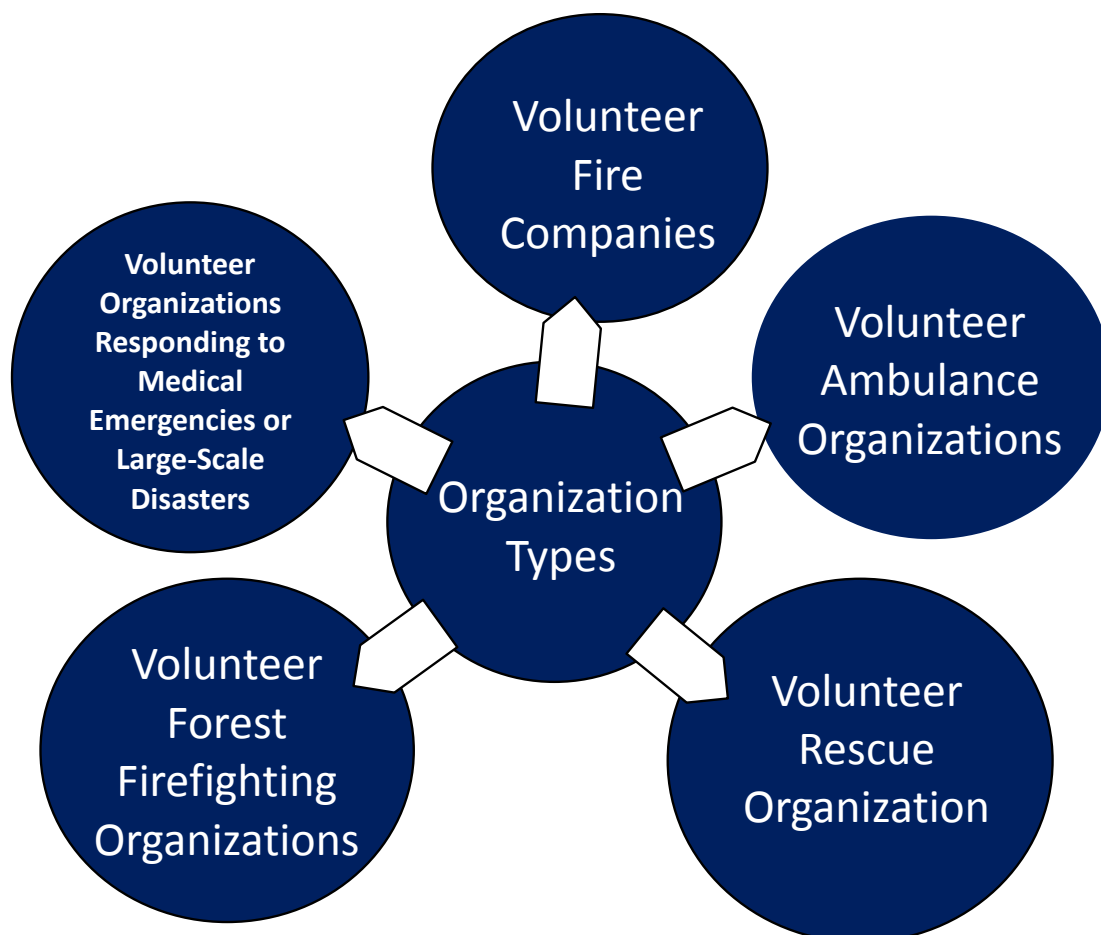 Volunteer
Fire
Companies
Volunteer
Organizations
Responding to
Medical
Emergencies or
Large-Scale
Disasters
Volunteer
Ambulance
Organizations
Organization
Types
Volunteer
Forest
Firefighting
Organizations
Volunteer
Rescue
Organization